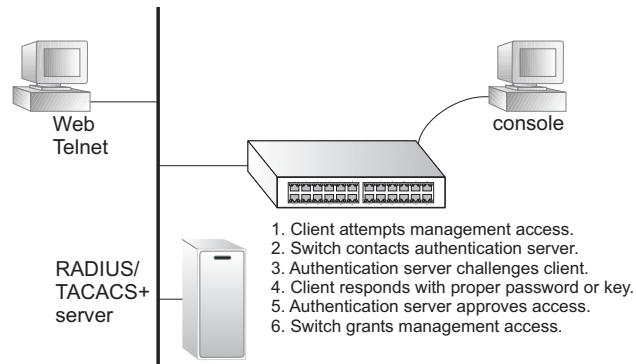 Web
Telnet
console
RADIUS/
TACACS+
server
1. Client attempts management access.
2. Switch contacts authentication server.
3. Authentication server challenges client.
4. Client responds with proper password or key.
5. Authentication server approves access.
6. Switch grants management access.